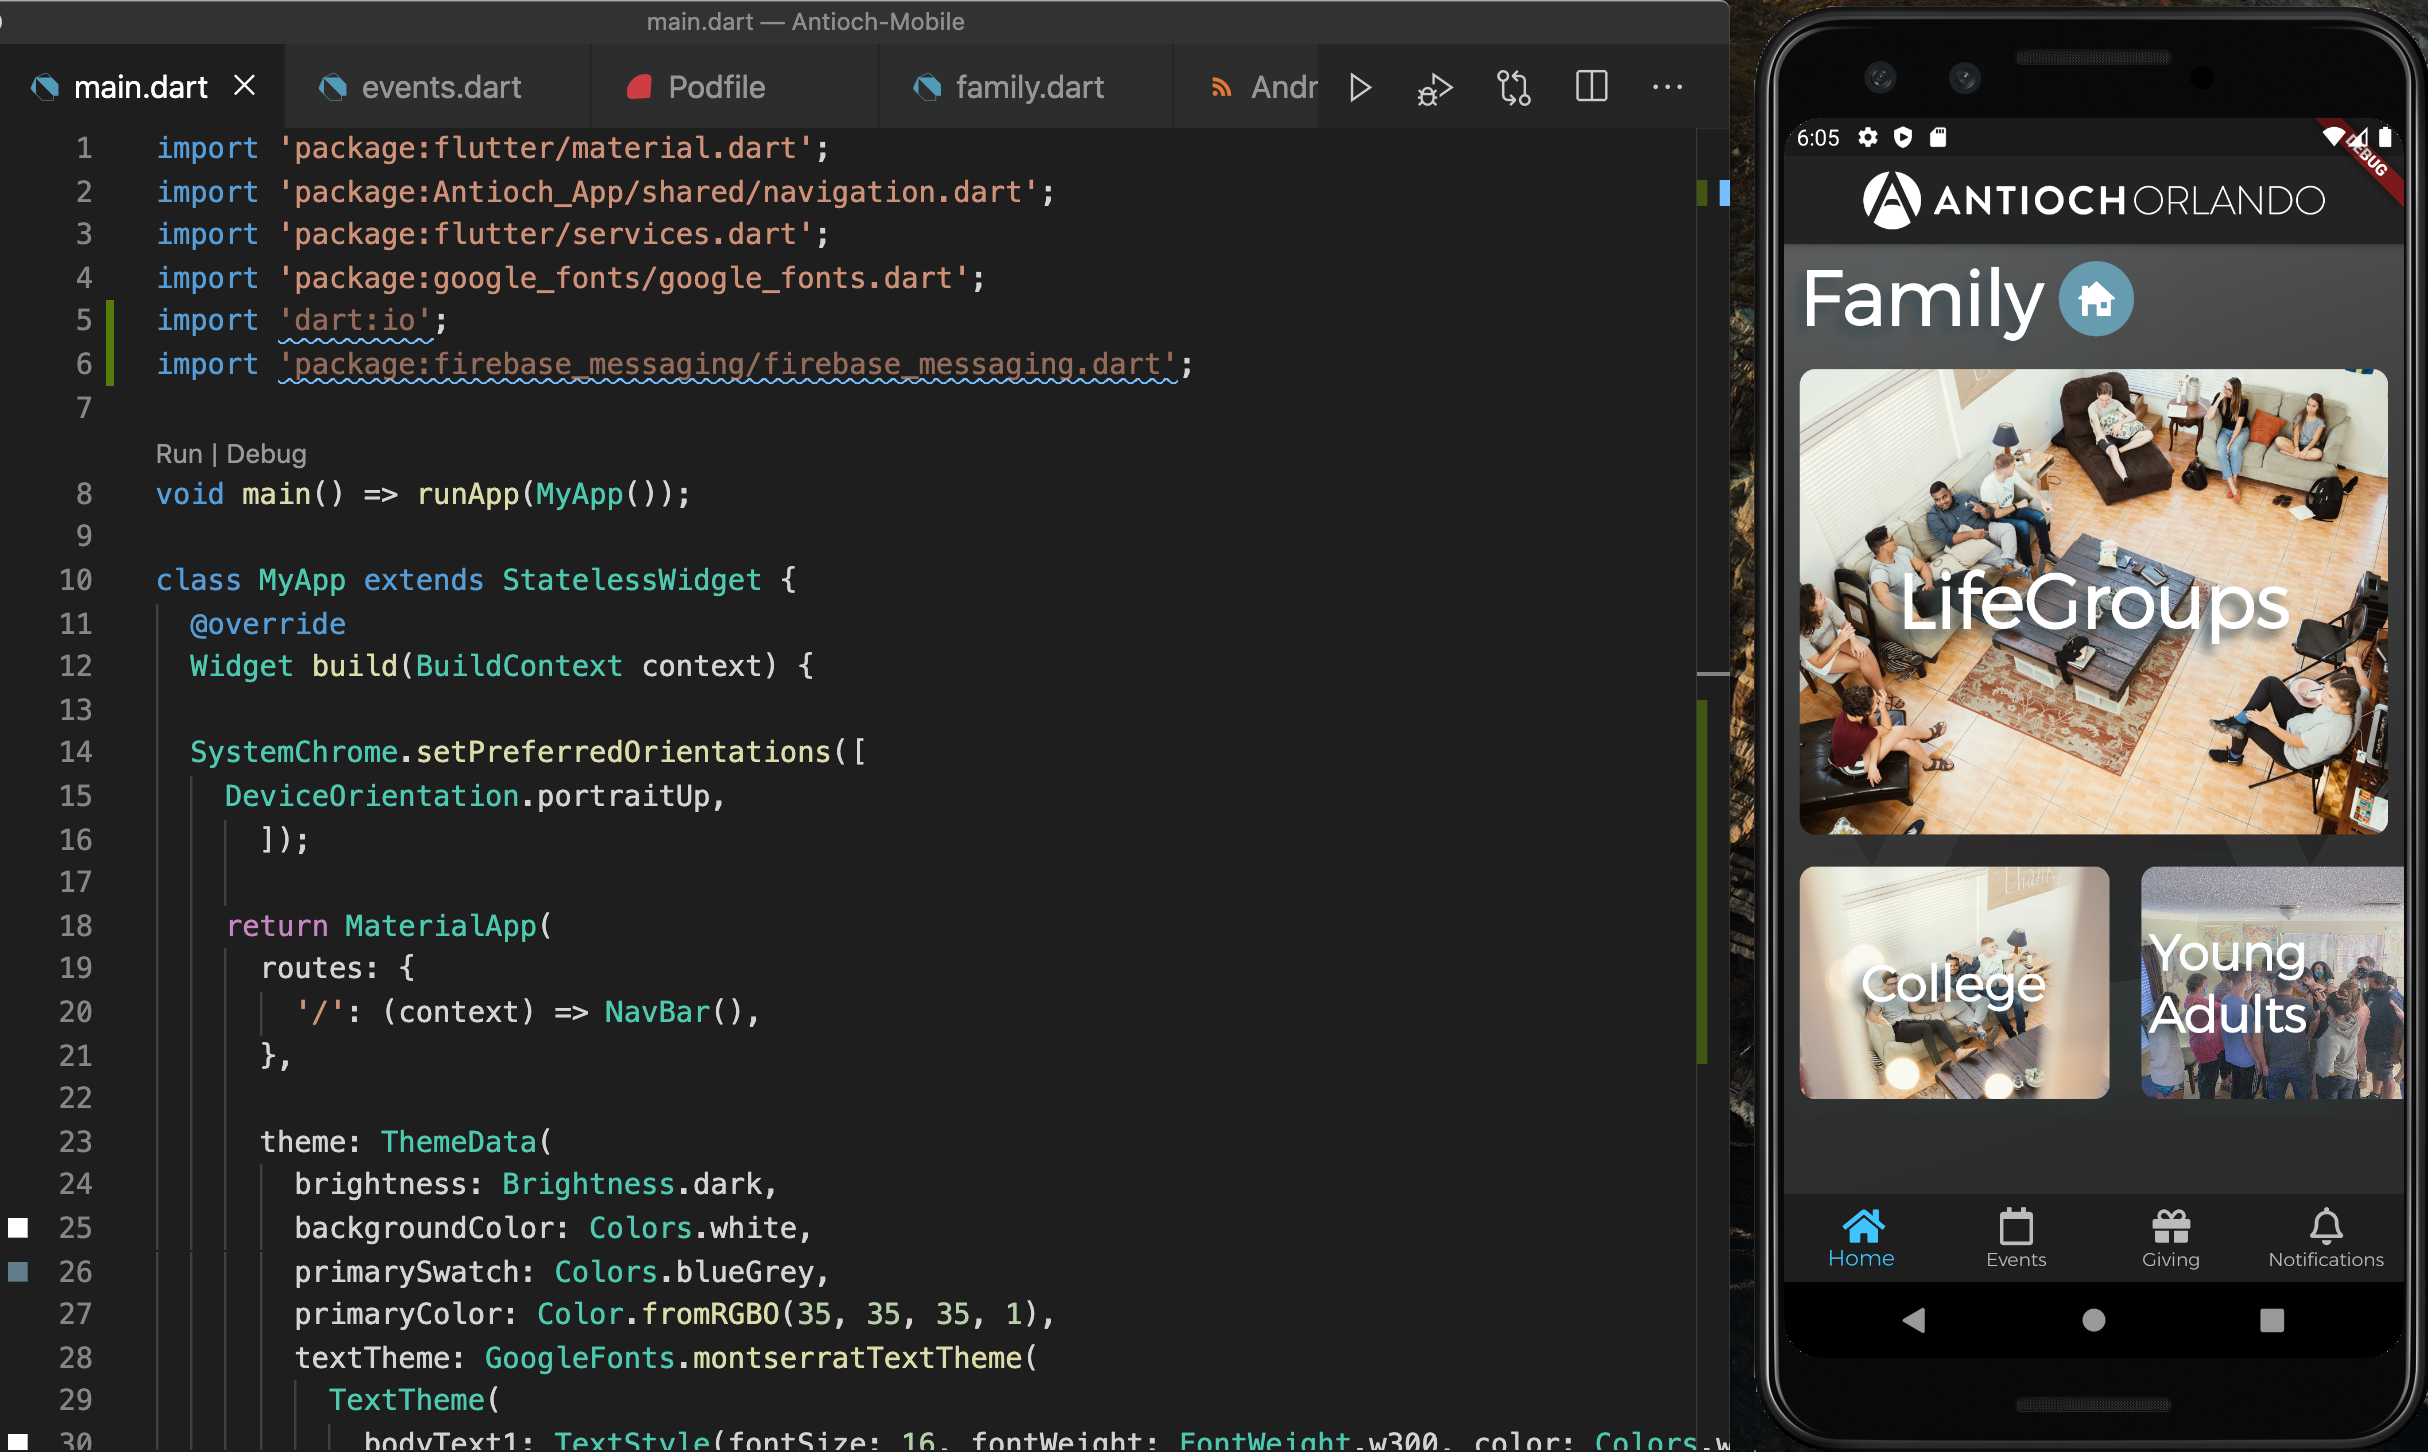 main.dart — Antioch-Mobile
main.dart events.dart Podfile family.dart Andr
1 import 'package:flutter/material.dart';
2 import 'package:Antioch_App/shared/navigation.dart';
3 import 'package:flutter/services.dart';
4 import 'package:google_fonts/google_fonts.dart';
5 import 'dart:io';
6 import 'package:firebase_messaging/firebase_messaging.dart';
7
Run | Debug
8 void main() => runApp(MyApp());
9
10 class MyApp extends StatelessWidget {
11 @override
12 Widget build(BuildContext context) {
13
14 SystemChrome.setPreferredOrientations([
15 DeviceOrientation.portraitUp,
16 ]);
17
18 return MaterialApp(
19 routes: {
20 '/': (context) => NavBar(),
21 },
22
23 theme: ThemeData(
24 brightness: Brightness.dark,
25 backgroundColor: Colors.white,
26 primarySwatch: Colors.blueGrey,
27 primaryColor: Color.fromRGBO(35, 35, 35, 1),
28 textTheme: GoogleFonts.montserratTextTheme(
29 TextTheme(
30 bodyText1: TextStyle(fontSize: 16, fontWeight: FontWeight.w300, color: Colors.w
6:05
DEBUG
ANTIOCH ORLANDO
Family
LifeGroups
College
Young
Adults
Home Events Giving Notifications